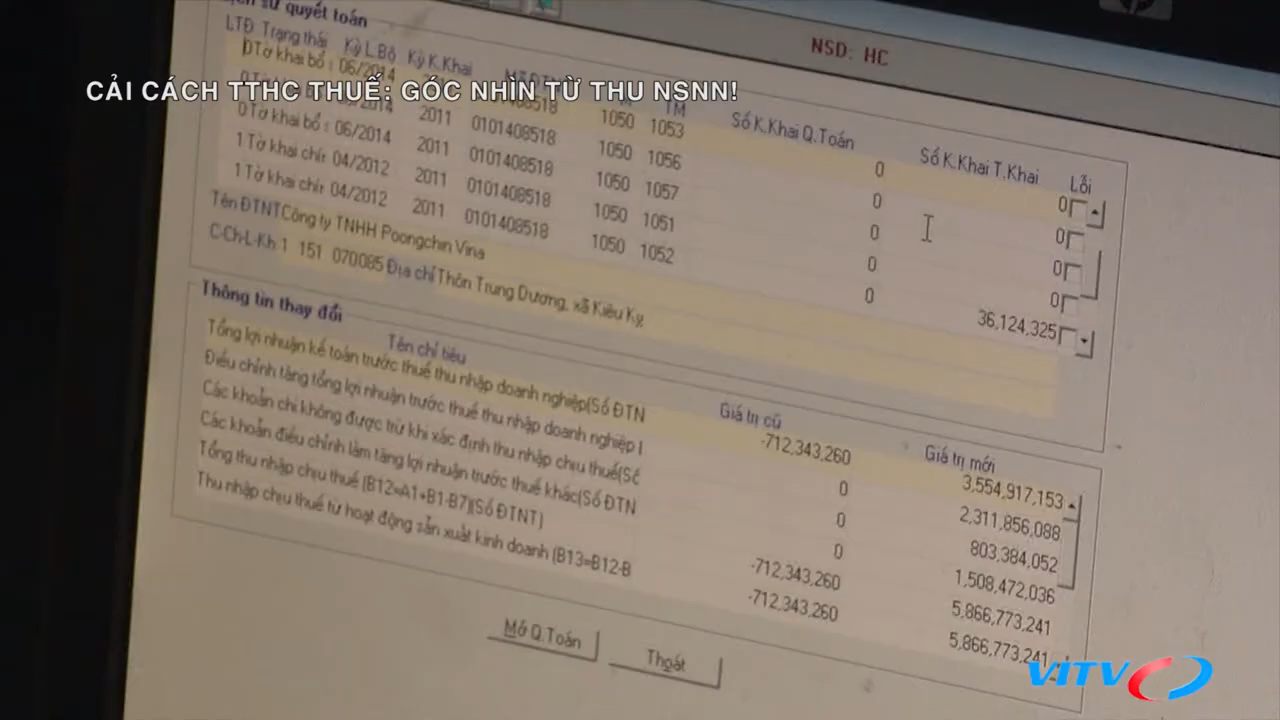 sử quyết toán
NSD: HC
LTĐ. Trạng thái Kỳ L.Bộ Kỳ K.Khai TM Số K.Khai Q.Toán Số K.Khai T.Khai Lỗi
CẢI CÁCH TTHC THUẾ: GÓC NHÌN TỪ THU NSNN!
0 Tờ khai bổ : 06/2014 1050 1053 0 0
2011 0101408518 1050 1056 0 0
0 Tờ khai bổ : 06/2014 2011 0101408518 1050 1057 0 0
1 Tờ khai chír 04/2012 2011 0101408518 1050 1051 0 0
1 Tờ khai chír 04/2012 2011 0101408518 1050 1052 0 36,124,325
Tên ĐTNT Công ty TNHH Poongchin Vina
C-Ch-L-Kh 1 151 070085 Địa chỉ Thôn Trung Dương, xã Kiêu Kỵ
Thông tin thay đổi
Tên chỉ tiêu Giá trị cũ Giá trị mới
Tổng lợi nhuận kế toán trước thuế thu nhập doanh nghiệp(Số ĐTN -712,343,260 3,554,917,153
Điều chỉnh tăng tổng lợi nhuận trước thuế thu nhập doanh nghiệp ( 0 2,311,856,088
Các khoản chi không được trừ khi xác định thu nhập chịu thuế(Số 0 803,384,052
Các khoản điều chỉnh làm tăng lợi nhuận trước thuế khác(Số ĐTN 0 1,508,472,036
Tổng thu nhập chịu thuế (B12=A1+B1-B7)(Số ĐTNT) -712,343,260 5,866,773,241
Thu nhập chịu thuế từ hoạt động sản xuất kinh doanh (B13=B12-B -712,343,260 5,866,773,241
Mở Q.Toán Thoát
VITV